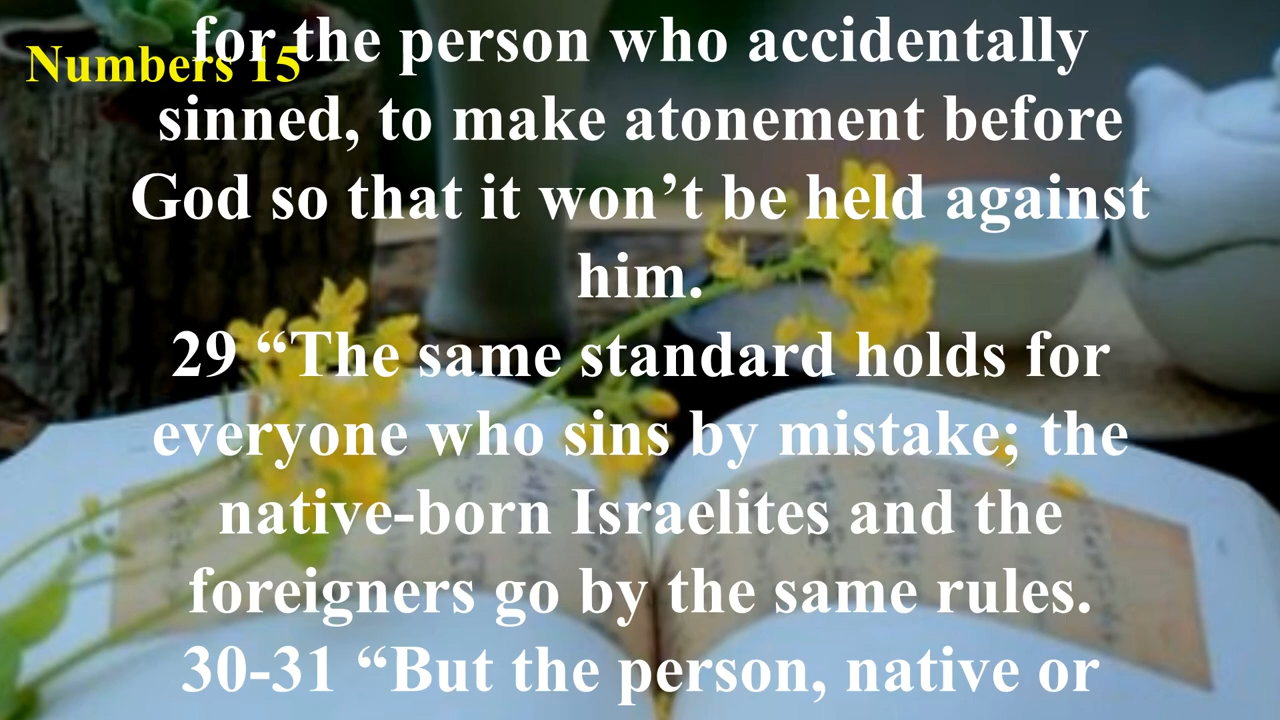 Numbers 15
for the person who accidentally
sinned, to make atonement before
God so that it won’t be held against
him.
29 “The same standard holds for
everyone who sins by mistake; the
native-born Israelites and the
foreigners go by the same rules.
30-31 “But the person, native or